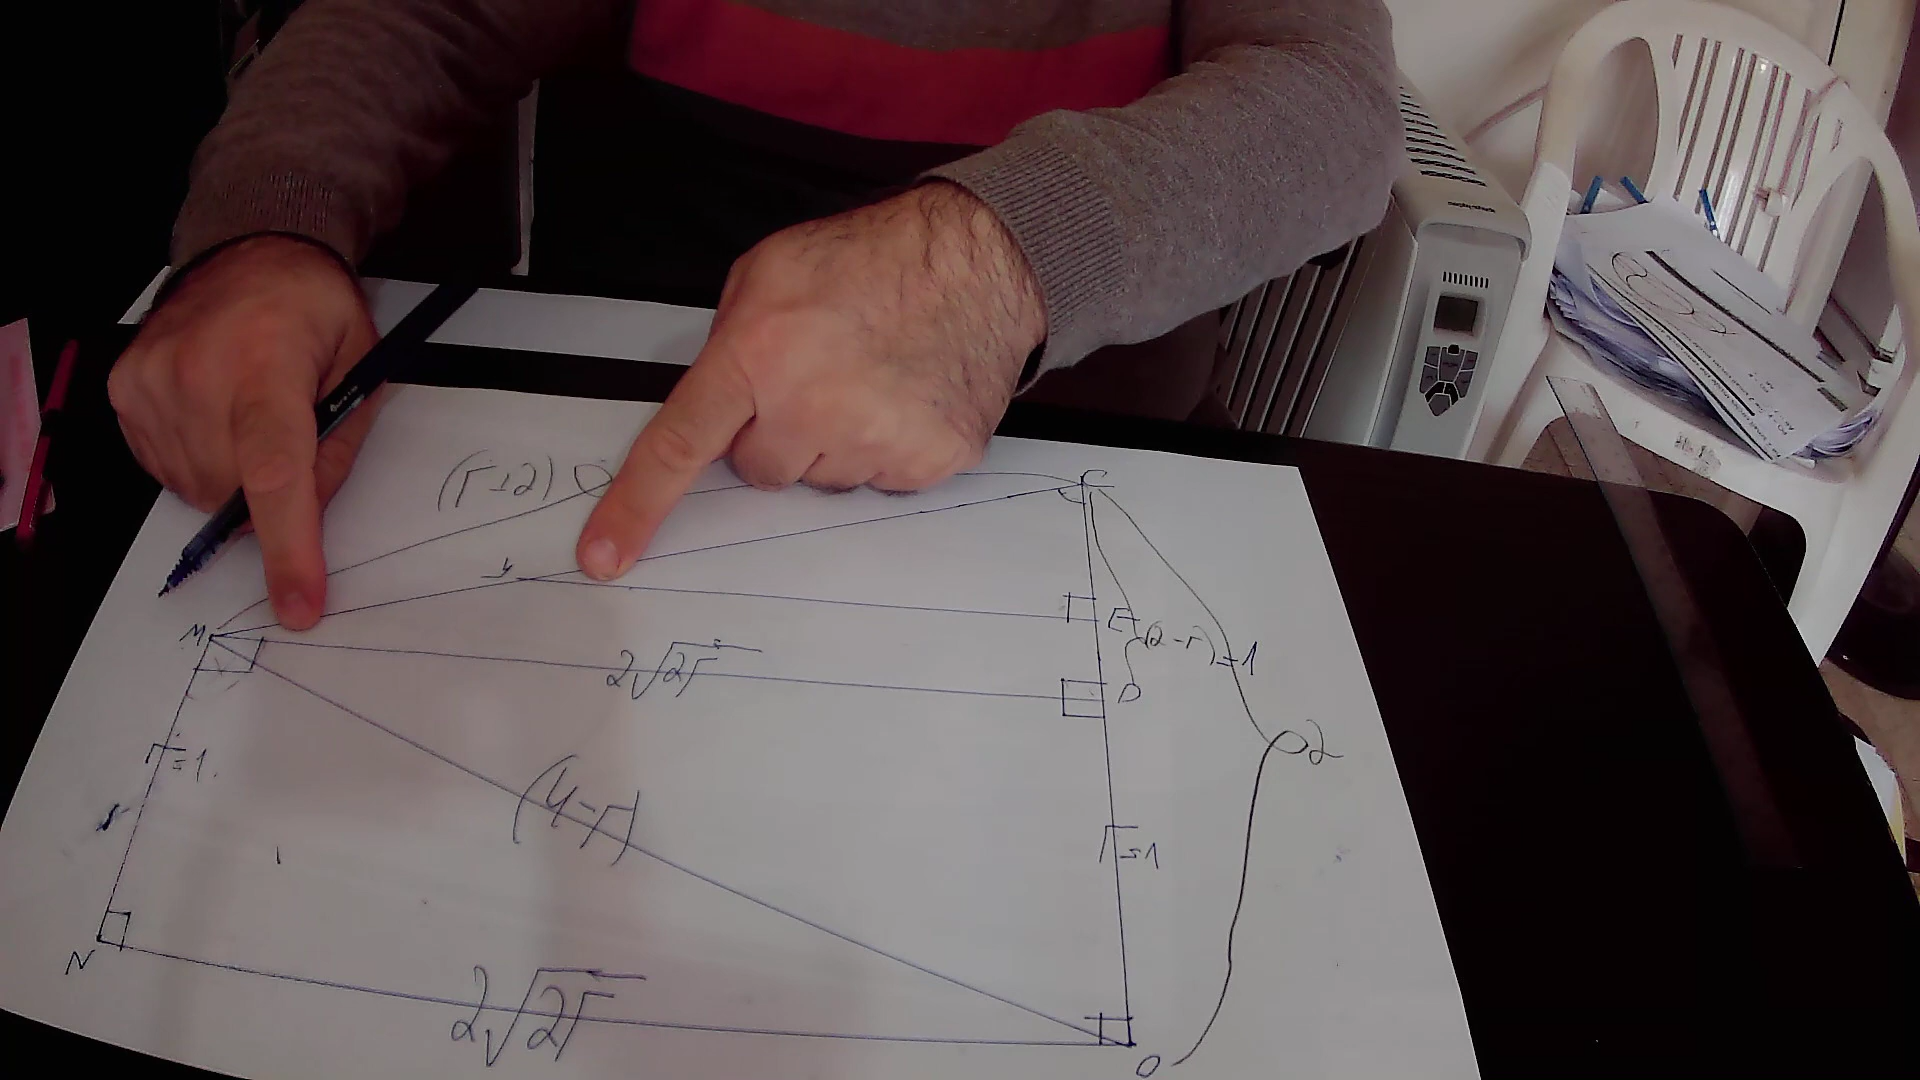 (r+2)
C
y
M
E
(2-r)=1
2√2r
D
r=1.
2
(4-r)
r=1
N
2√2r
O